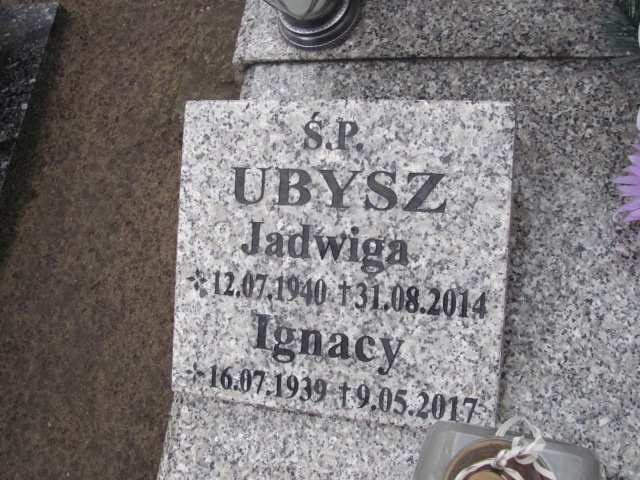 Ś.P.
UBYSZ
Jadwiga
* 12.07.1940 † 31.08.2014
Ignacy
* 16.07.1939 † 9.05.2017